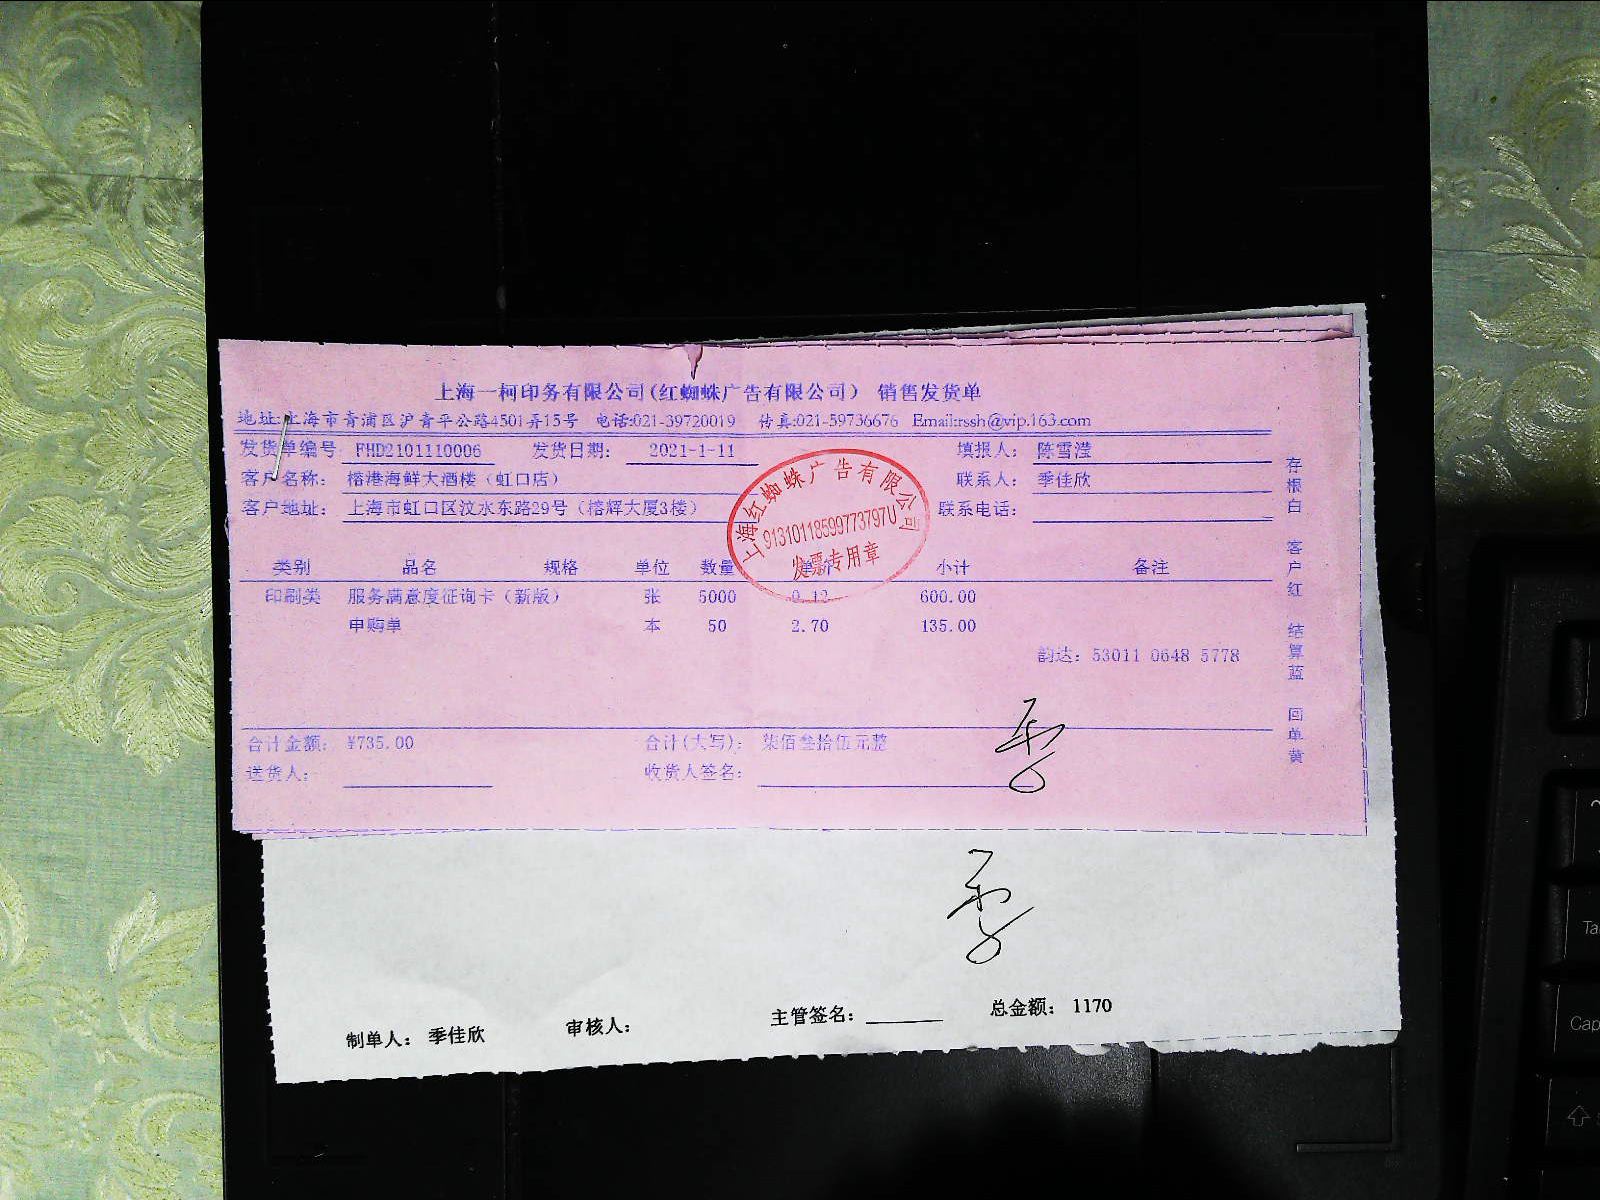 上海一柯印务有限公司(红蜘蛛广告有限公司) 销售发货单
地址:上海市青浦区沪青平公路4501弄15号 电话:021-39720019 传真:021-59736676 Email:rssh@vip.163.com
发货单编号 FHD2101110006 发货日期: 2021-1-11 填报人: 陈雪滢
客户名称: 榕港海鲜大酒楼(虹口店) 联系人: 季佳欣
客户地址: 上海市虹口区汶水东路29号(榕辉大厦3楼) 联系电话:
上海红蜘蛛广告有限公司
91310118599773797U
发票专用章
类别 品名 规格 单位 数量 单价 小计 备注
印刷类 服务满意度征询卡(新版) 张 5000 0.12 600.00
申购单 本 50 2.70 135.00
韵达: 53011 0648 5778
合计金额: ¥735.00 合计(大写): 柒佰叁拾伍元整
送货人: 收货人签名: 季
存根白 客户红 结算蓝 回单黄
季
制单人: 季佳欣 审核人: 主管签名: 总金额: 1170
Cap